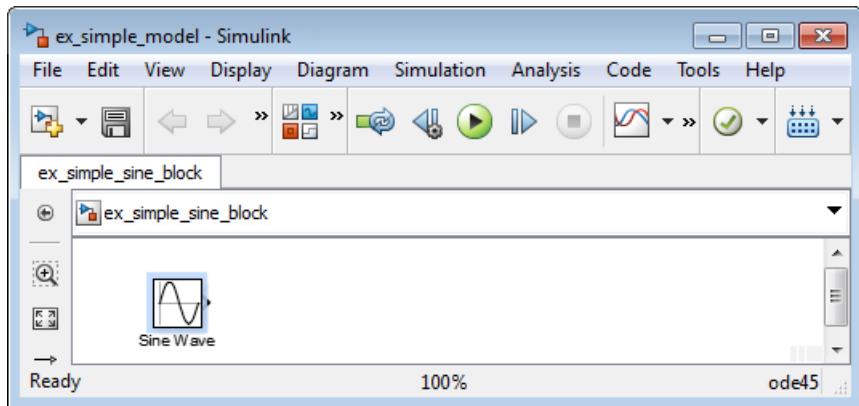 ex_simple_model - Simulink
File Edit View Display Diagram Simulation Analysis Code Tools Help
» » »
ex_simple_sine_block
ex_simple_sine_block
Sine Wave
Ready 100% ode45